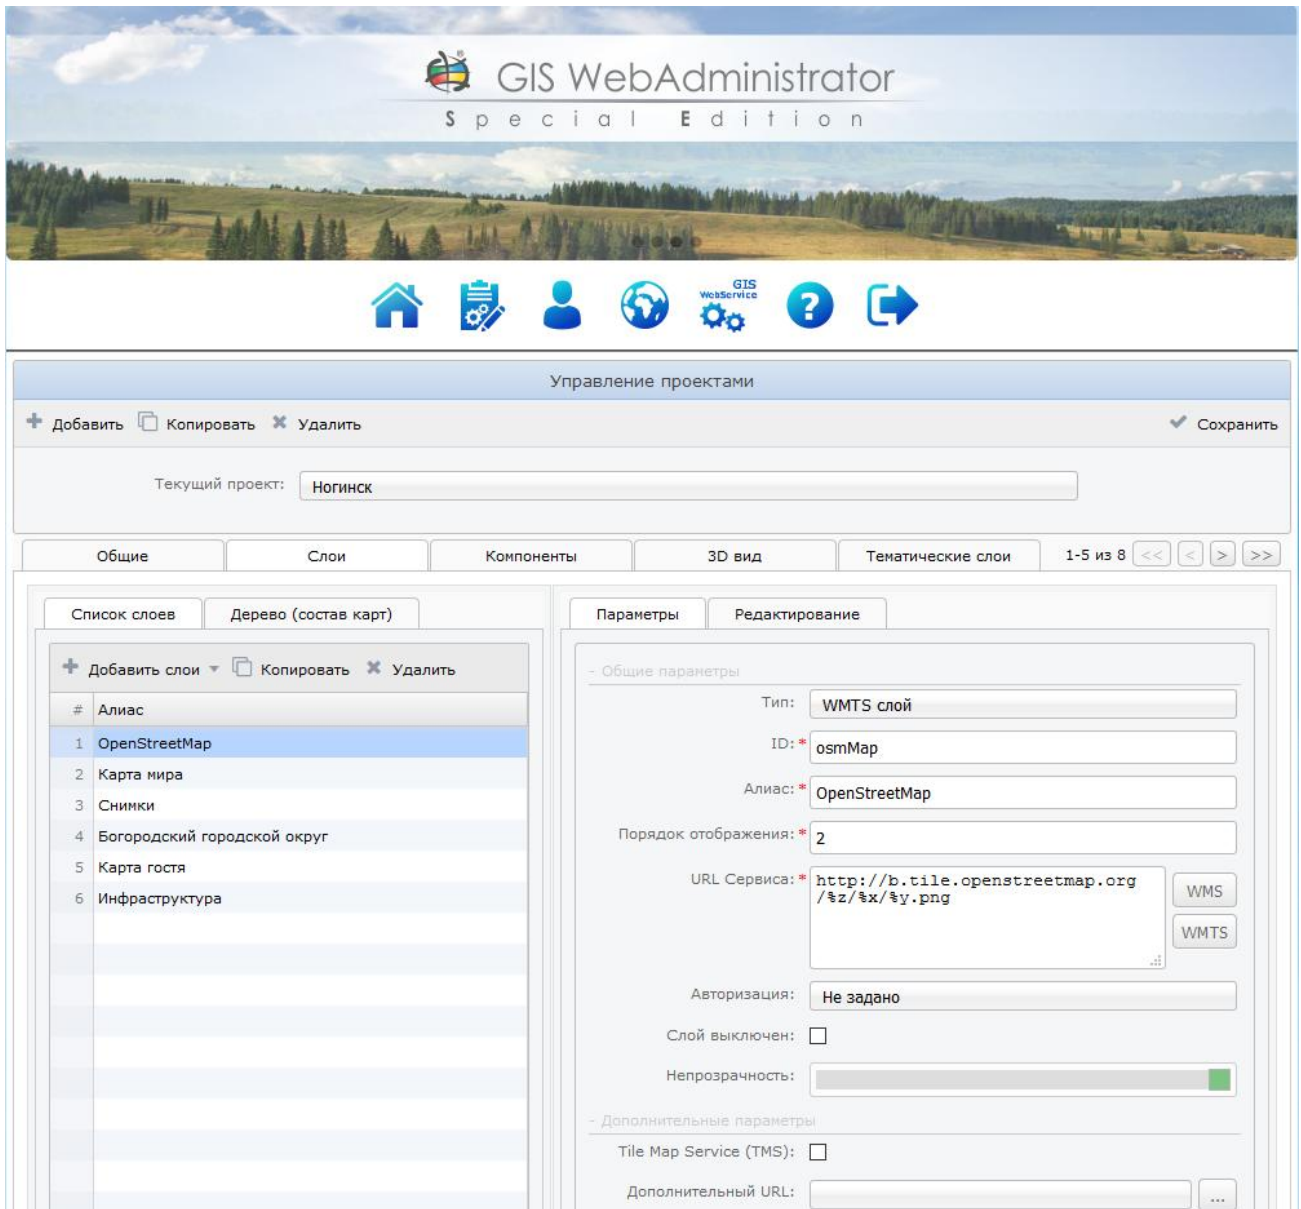 GIS WebAdministrator
Special Edition
GIS
WebService
?
Управление проектами
Добавить Копировать Удалить Сохранить
Текущий проект: Ногинск
Общие Слои Компоненты 3D вид Тематические слои 1-5 из 8 << < > >>
Список слоев Дерево (состав карт)
Добавить слои Копировать Удалить
# Алиас
1 OpenStreetMap
2 Карта мира
3 Снимки
4 Богородский городской округ
5 Карта гостя
6 Инфраструктура
Параметры Редактирование
- Общие параметры
Тип: WMTS слой
ID:* osmMap
Алиас:* OpenStreetMap
Порядок отображения:* 2
URL Сервиса:* http://b.tile.openstreetmap.org
/%z/%x/%y.png
WMS
WMTS
Авторизация: Не задано
Слой выключен:
Непрозрачность:
- Дополнительные параметры
Tile Map Service (TMS):
Дополнительный URL: ...